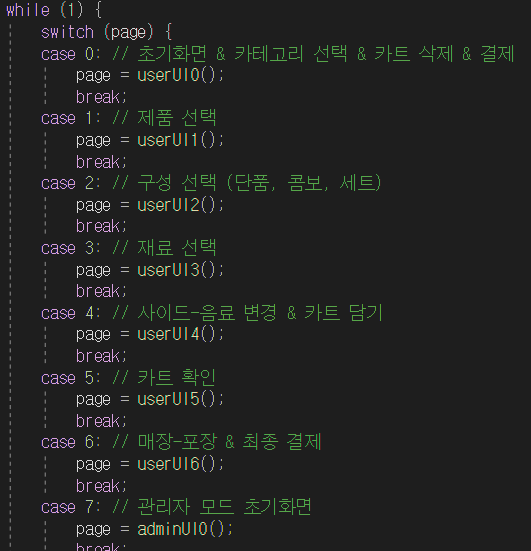 while (1) {
switch (page) {
case 0: // 초기화면 & 카테고리 선택 & 카트 삭제 & 결제
page = userUI0();
break;
case 1: // 제품 선택
page = userUI1();
break;
case 2: // 구성 선택 (단품, 콤보, 세트)
page = userUI2();
break;
case 3: // 재료 선택
page = userUI3();
break;
case 4: // 사이드-음료 변경 & 카트 담기
page = userUI4();
break;
case 5: // 카트 확인
page = userUI5();
break;
case 6: // 매장-포장 & 최종 결제
page = userUI6();
break;
case 7: // 관리자 모드 초기화면
page = adminUI0();
break;